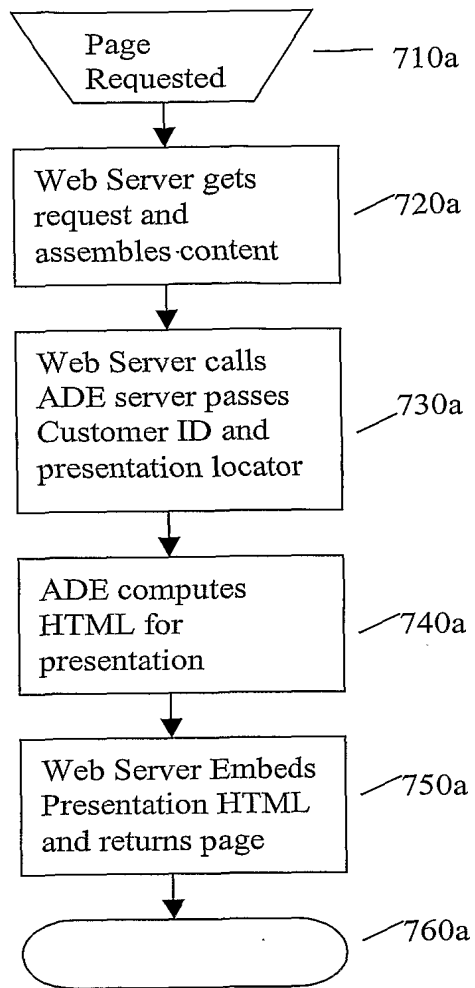 Page
Requested
710a
Web Server gets
request and
assembles content
720a
Web Server calls
ADE server passes
Customer ID and
presentation locator
730a
ADE computes
HTML for
presentation
740a
Web Server Embeds
Presentation HTML
and returns page
750a
760a